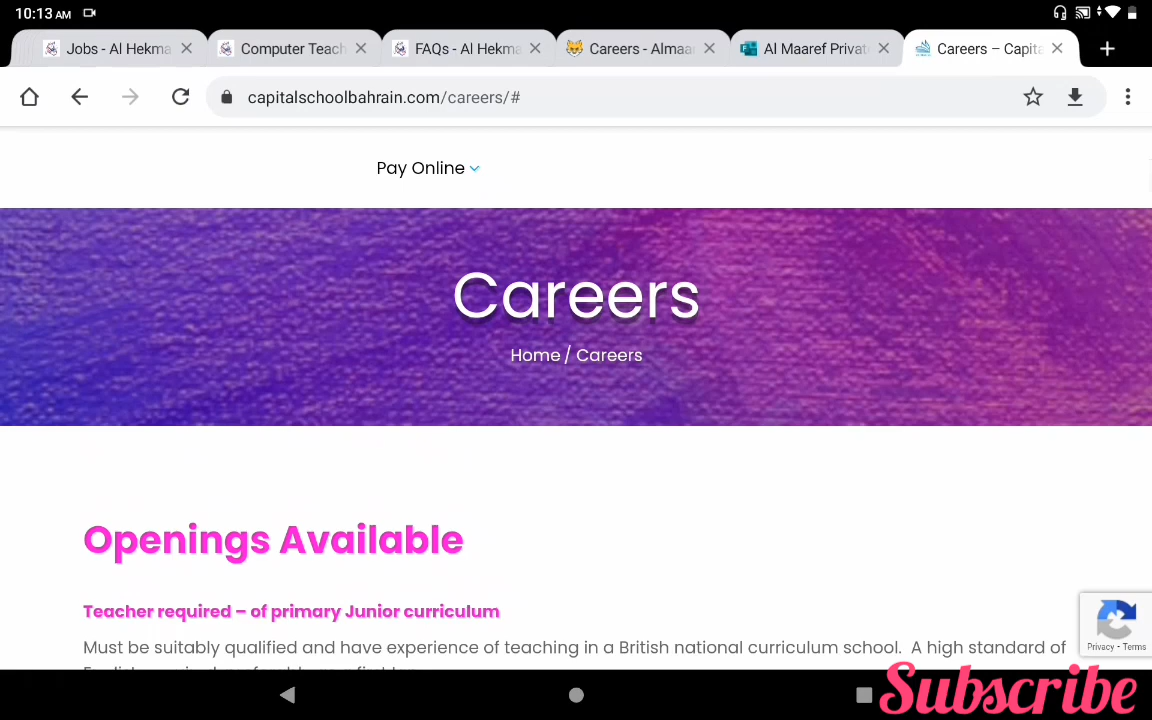 10:13 AM
Jobs - Al Hekma
Computer Teach
FAQs - Al Hekma
Careers - Almaa
Al Maaref Privat
Careers – Capita
capitalschoolbahrain.com/careers/#
Pay Online
Careers
Home / Careers
Openings Available
Teacher required – of primary Junior curriculum
Must be suitably qualified and have experience of teaching in a British national curriculum school. A high standard of
Privacy - Terms
Subscribe